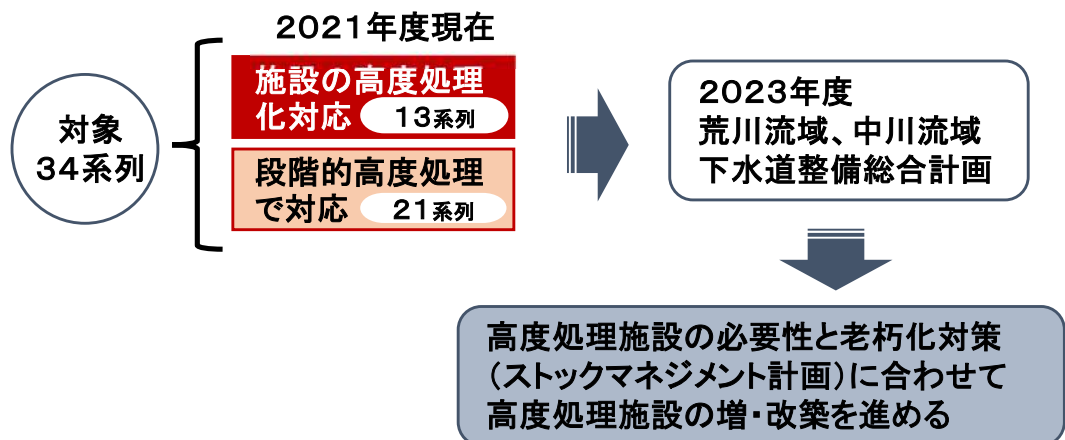 2021年度現在
対象
34系列
施設の高度処理
化対応 13系列
段階的高度処理
で対応 21系列
2023年度
荒川流域、中川流域
下水道整備総合計画
高度処理施設の必要性と老朽化対策
(ストックマネジメント計画)に合わせて
高度処理施設の増・改築を進める